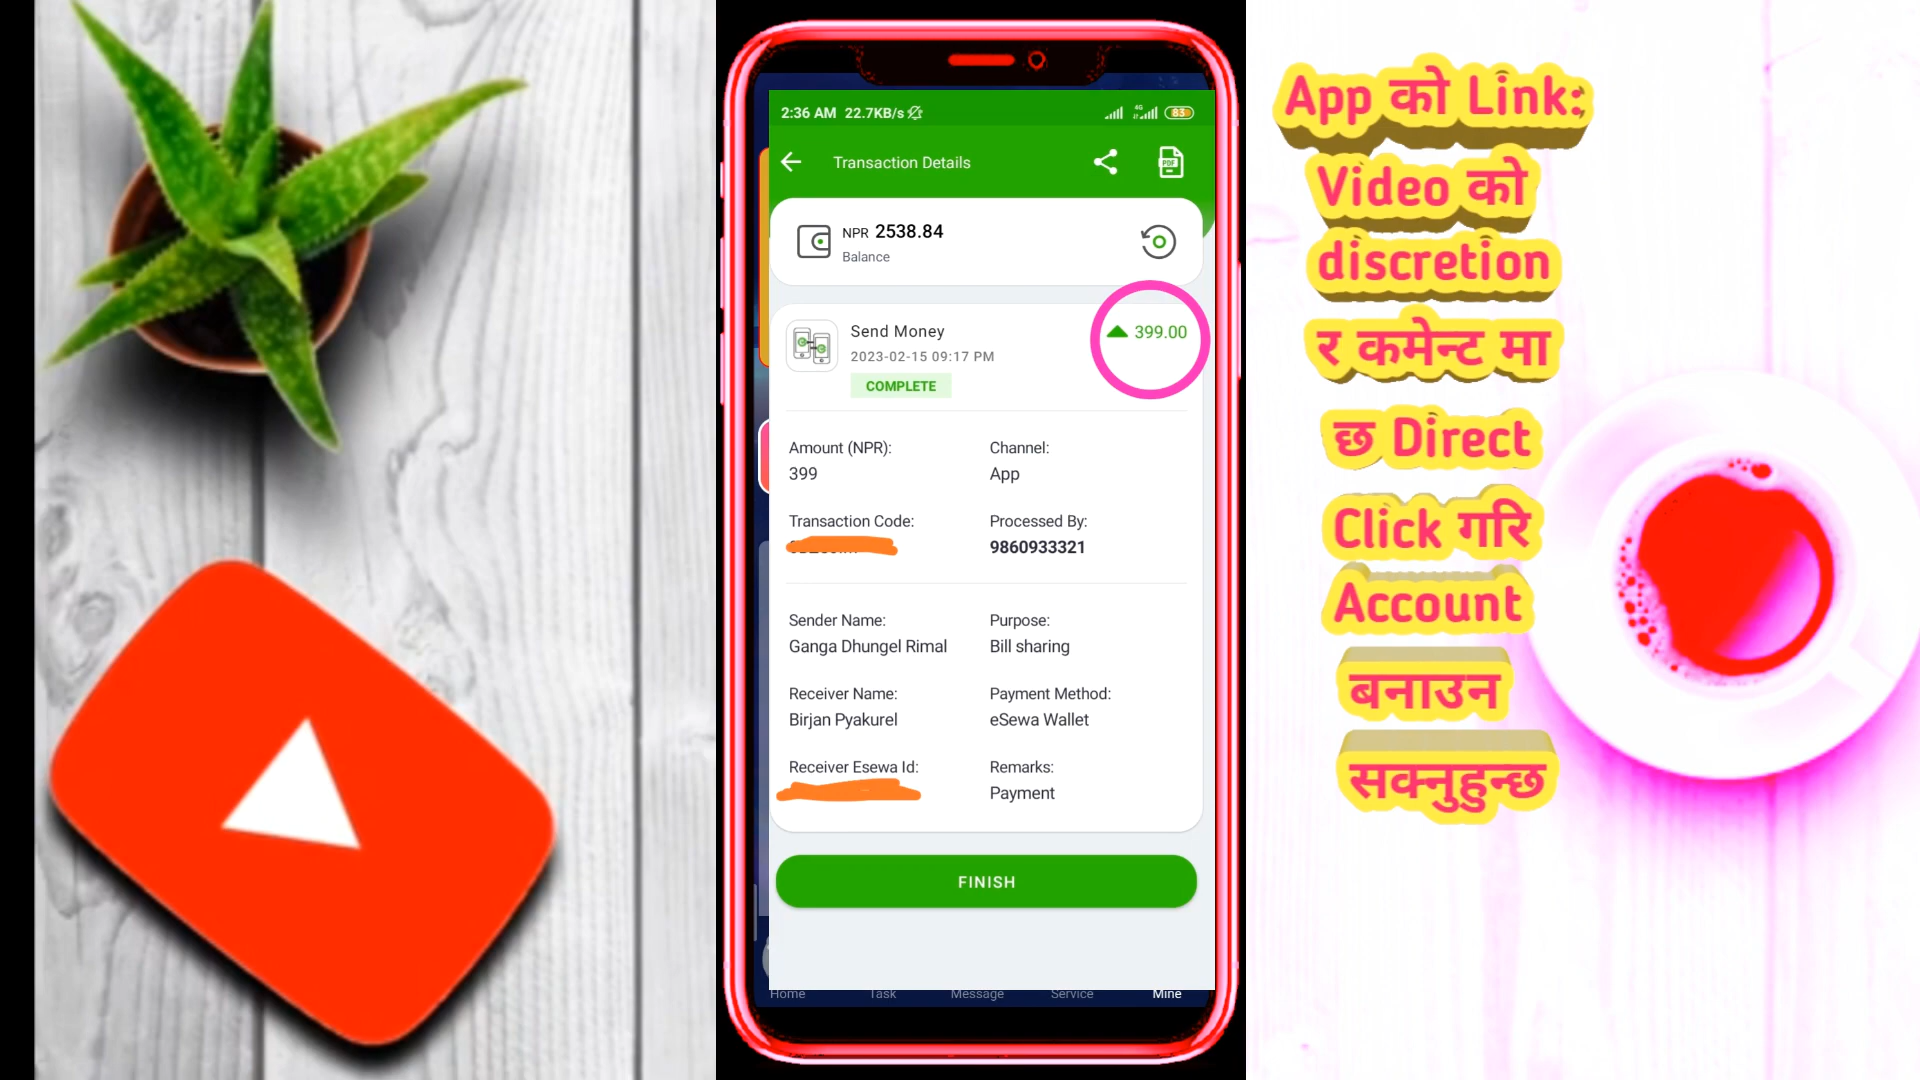 2:36 AM 22.7KB/s 4G 83
Transaction Details
PDF
NPR 2538.84
Balance
Send Money
399.00
2023-02-15 09:17 PM
COMPLETE
Amount (NPR):
Channel:
399
App
Transaction Code:
Processed By:
9860933321
Sender Name:
Purpose:
Ganga Dhungel Rimal
Bill sharing
Receiver Name:
Payment Method:
Birjan Pyakurel
eSewa Wallet
Receiver Esewa Id:
Remarks:
Payment
FINISH
Home Task Message Service Mine
App को Link:
Video को
discretion
र कमेन्ट मा
छ Direct
Click गरि
Account
बनाउन
सक्नुहुन्छ